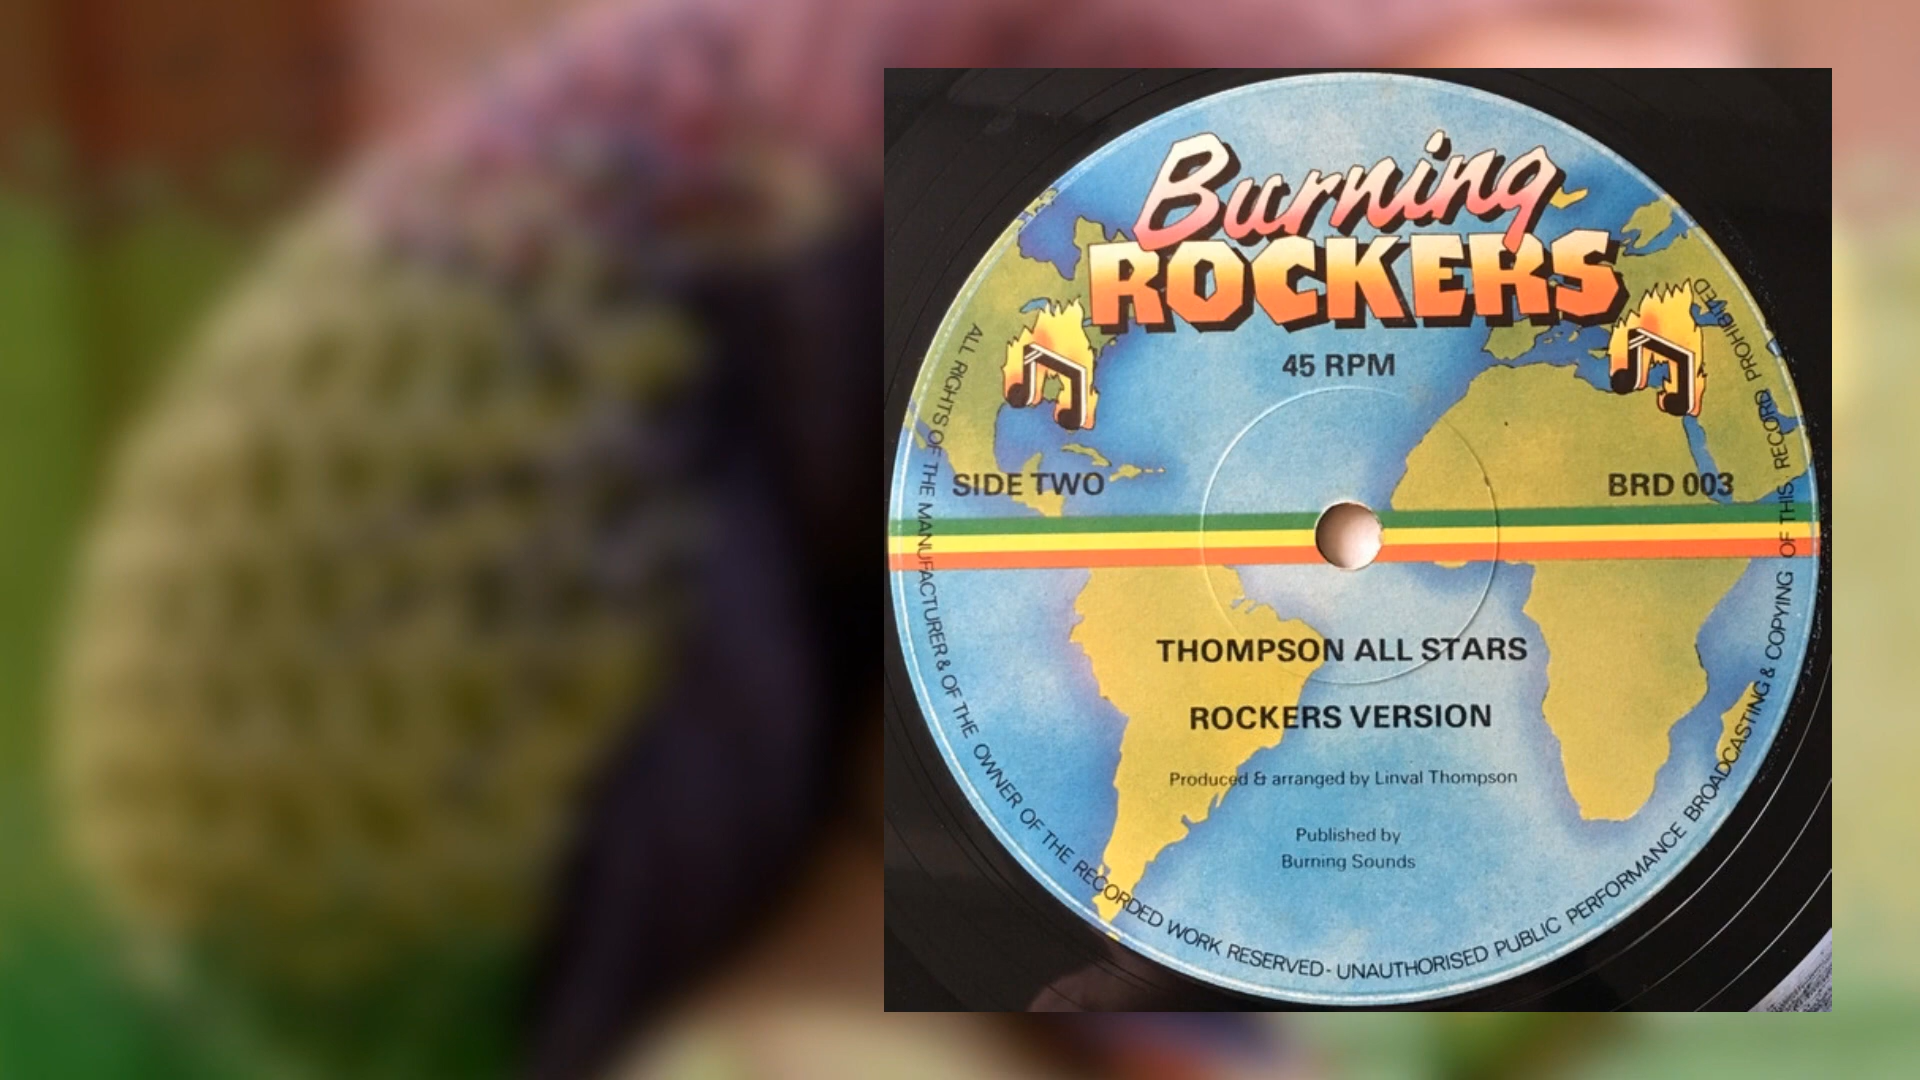 Burning
ROCKERS
45 RPM
SIDE TWO
BRD 003
THOMPSON ALL STARS
ROCKERS VERSION
Produced & arranged by Linval Thompson
Published by
Burning Sounds
ALL RIGHTS OF THE MANUFACTURER & OF THE OWNER OF THE RECORDED WORK RESERVED - UNAUTHORISED PUBLIC PERFORMANCE BROADCASTING & COPYING OF THIS RECORD PROHIBITED